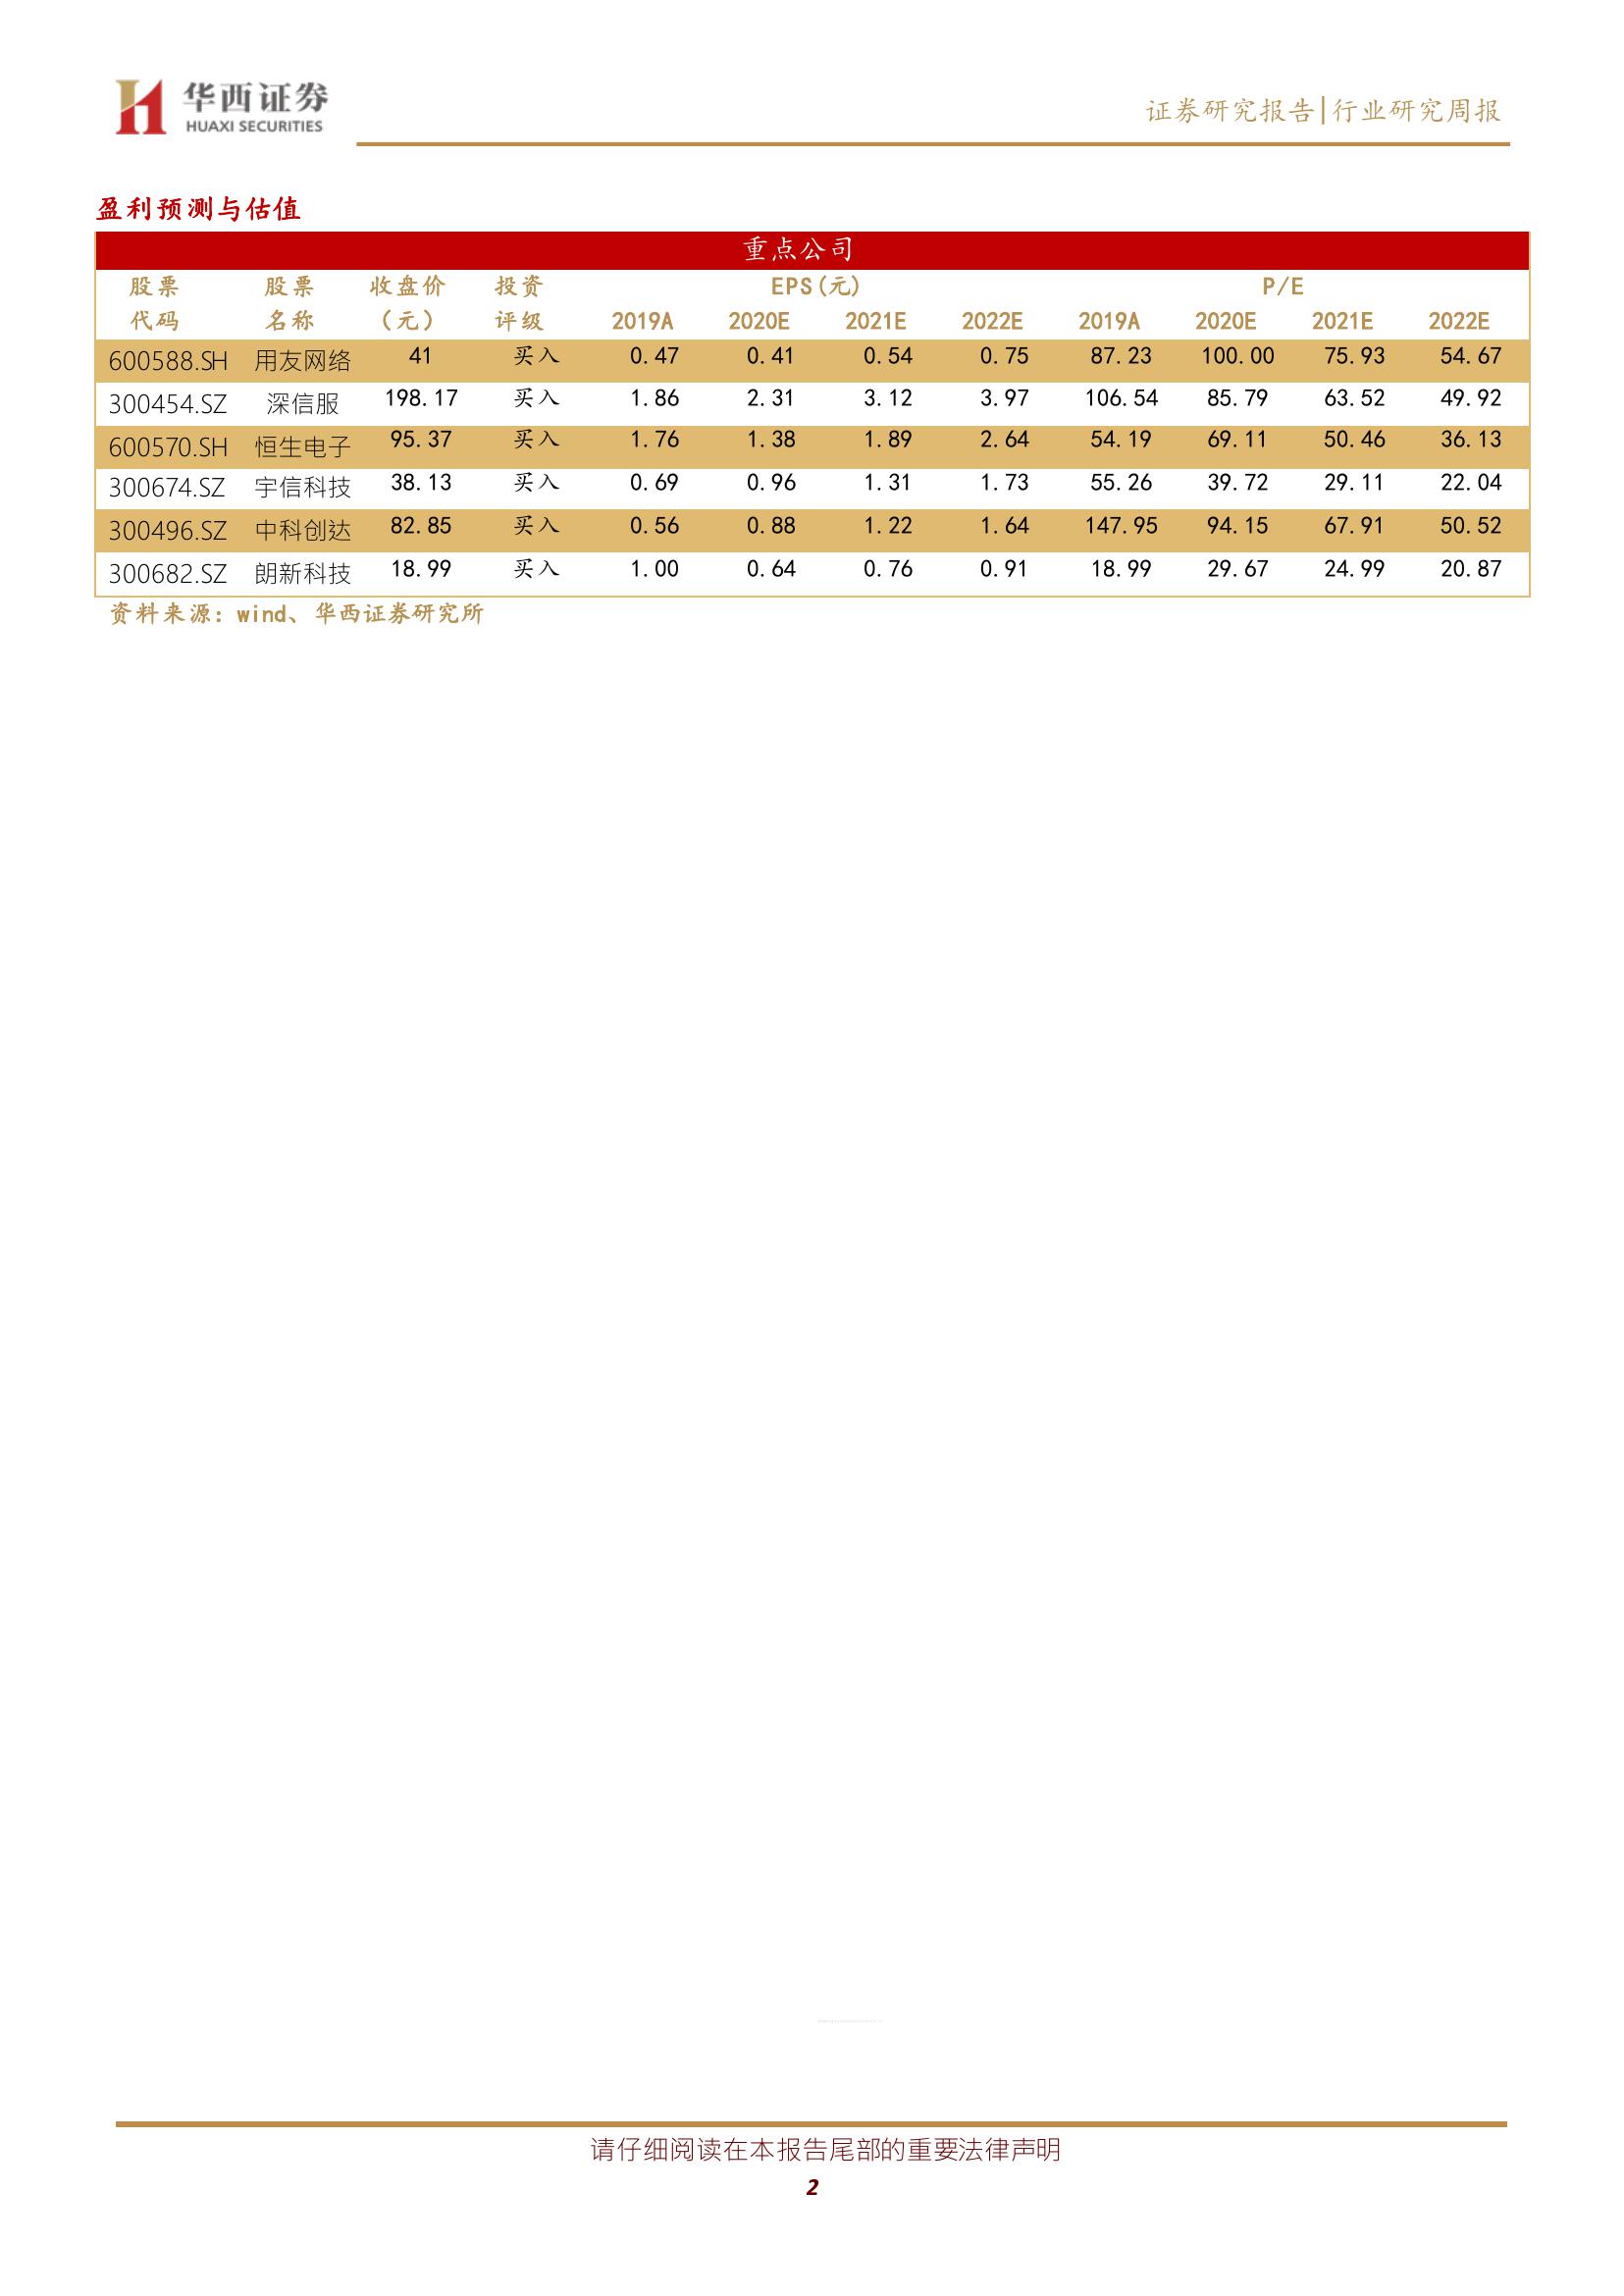 华西证券
HUAXI SECURITIES
证券研究报告|行业研究周报
盈利预测与估值
重点公司
股票 股票 收盘价 投资 EPS(元) P/E
代码 名称 （元） 评级 2019A 2020E 2021E 2022E 2019A 2020E 2021E 2022E
600588.SH 用友网络 41 买入 0.47 0.41 0.54 0.75 87.23 100.00 75.93 54.67
300454.SZ 深信服 198.17 买入 1.86 2.31 3.12 3.97 106.54 85.79 63.52 49.92
600570.SH 恒生电子 95.37 买入 1.76 1.38 1.89 2.64 54.19 69.11 50.46 36.13
300674.SZ 宇信科技 38.13 买入 0.69 0.96 1.31 1.73 55.26 39.72 29.11 22.04
300496.SZ 中科创达 82.85 买入 0.56 0.88 1.22 1.64 147.95 94.15 67.91 50.52
300682.SZ 朗新科技 18.99 买入 1.00 0.64 0.76 0.91 18.99 29.67 24.99 20.87
资料来源：wind、华西证券研究所
请仔细阅读在本报告尾部的重要法律声明
2